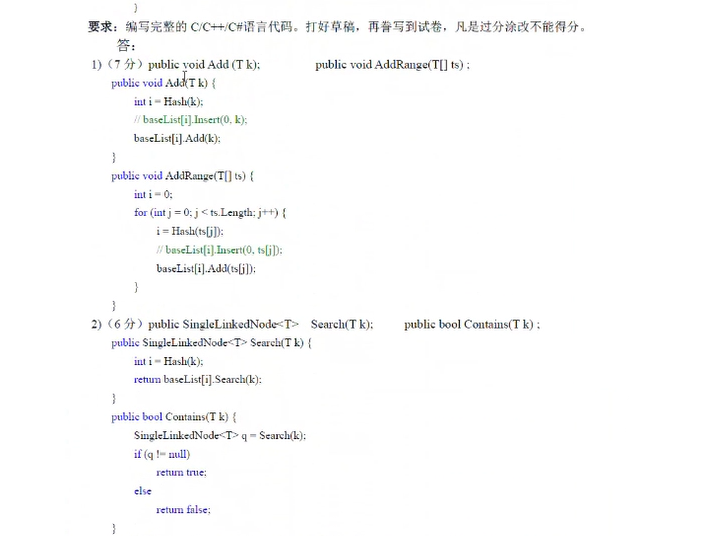 }
要求：编写完整的 C/C++/C#语言代码。打好草稿，再誊写到试卷，凡是过分涂改不能得分。
答：
1)（7 分）public void Add (T k); public void AddRange(T[] ts) ;
public void Add(T k) {
int i = Hash(k);
// baseList[i].Insert(0, k);
baseList[i].Add(k);
}
public void AddRange(T[] ts) {
int i = 0;
for (int j = 0; j < ts.Length; j++) {
i = Hash(ts[j]);
// baseList[i].Insert(0, ts[j]);
baseList[i].Add(ts[j]);
}
}
2)（6 分）public SingleLinkedNode<T> Search(T k); public bool Contains(T k) ;
public SingleLinkedNode<T> Search(T k) {
int i = Hash(k);
return baseList[i].Search(k);
}
public bool Contains(T k) {
SingleLinkedNode<T> q = Search(k);
if (q != null)
return true;
else
return false;
}